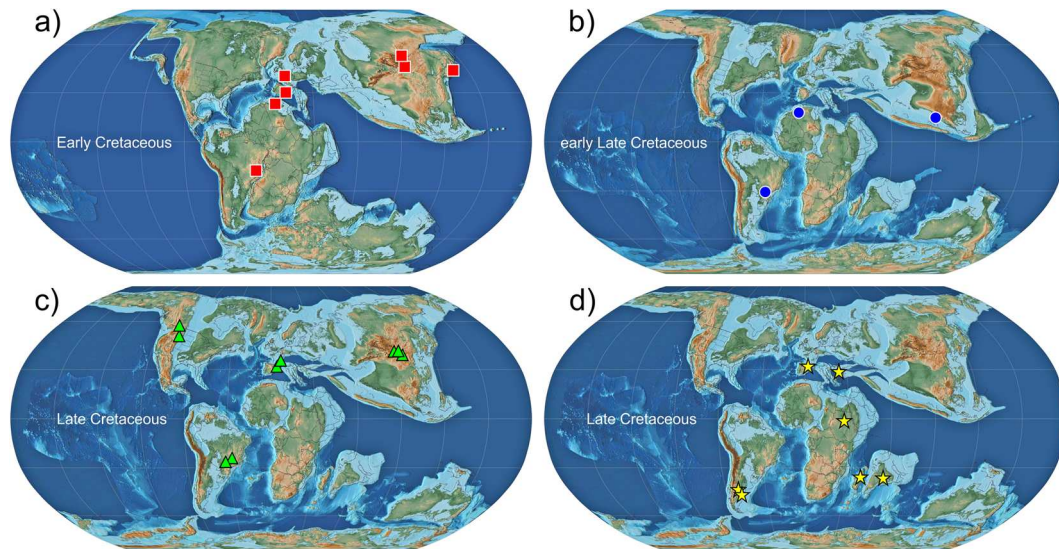 a)
Early Cretaceous
b)
early Late Cretaceous
c)
Late Cretaceous
d)
Late Cretaceous